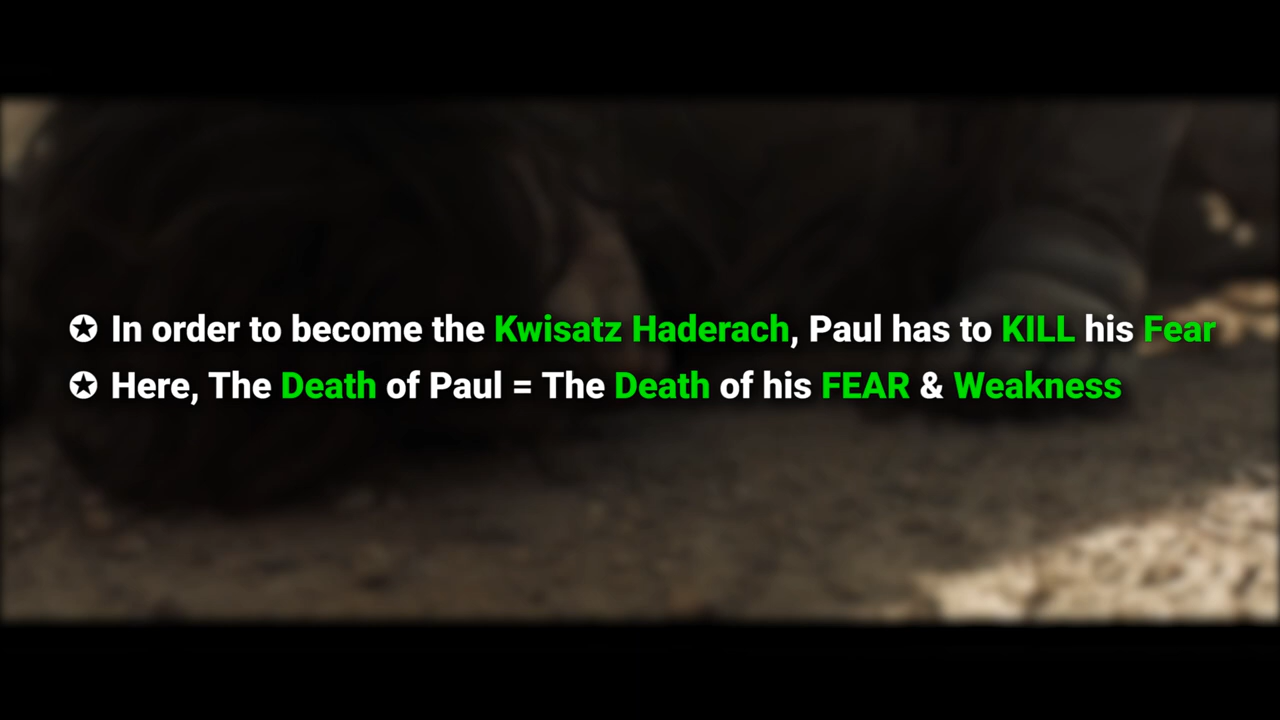 ✪ In order to become the Kwisatz Haderach, Paul has to KILL his Fear
✪ Here, The Death of Paul = The Death of his FEAR & Weakness